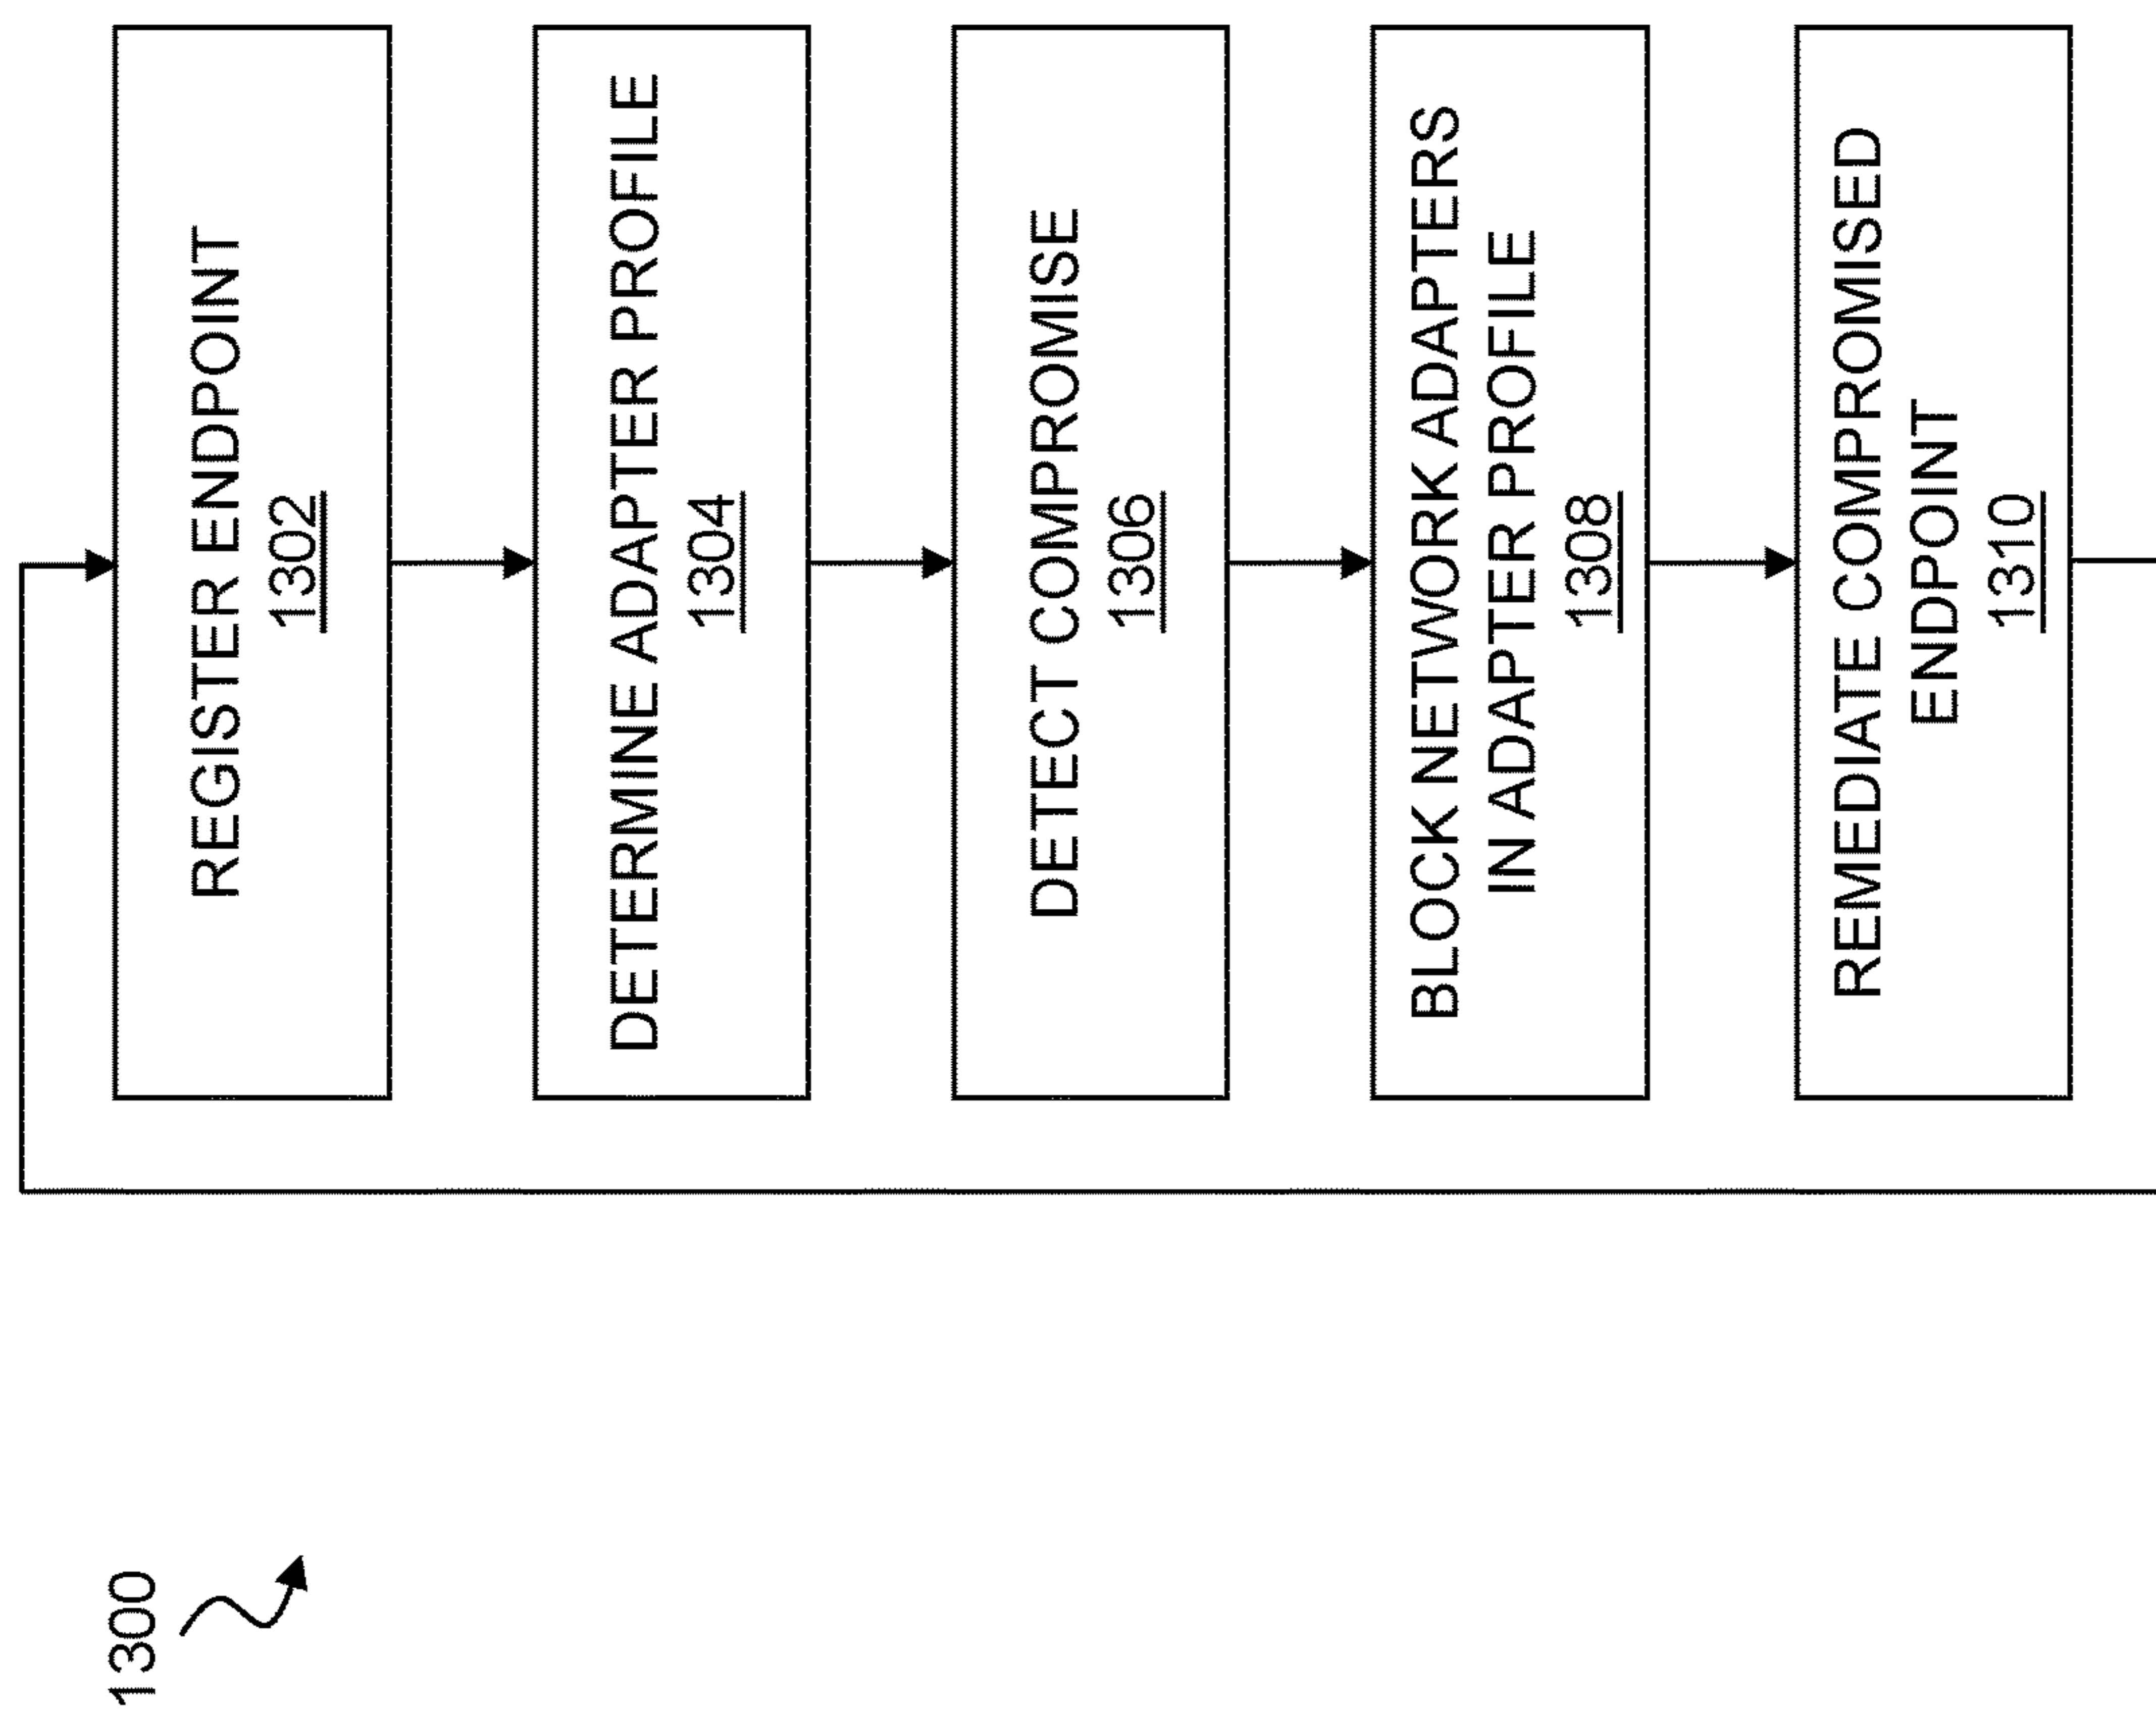 1300
REGISTER ENDPOINT
1302
DETERMINE ADAPTER PROFILE
1304
DETECT COMPROMISE
1306
BLOCK NETWORK ADAPTERS
IN ADAPTER PROFILE
1308
REMEDIATE COMPROMISED
ENDPOINT
1310